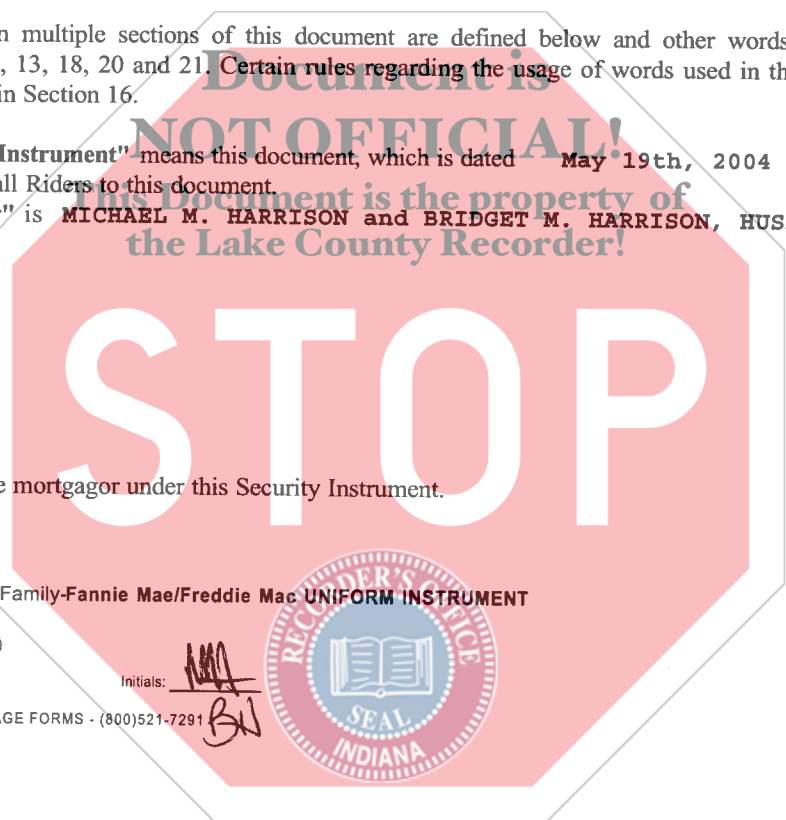 n multiple sections of this document are defined below and other words
, 13, 18, 20 and 21. Certain rules regarding the usage of words used in th
in Section 16.
Document is
NOT OFFICIAL!
Instrument" means this document, which is dated May 19th, 2004
all Riders to this document.
This Document is the property of
" is MICHAEL M. HARRISON and BRIDGET M. HARRISON, HUS
the Lake County Recorder!
STOP
e mortgagor under this Security Instrument.
Family-Fannie Mae/Freddie Mac UNIFORM INSTRUMENT
RECORDER'S OFFICE
SEAL
INDIANA
)
Initials:
AGE FORMS - (800)521-7291